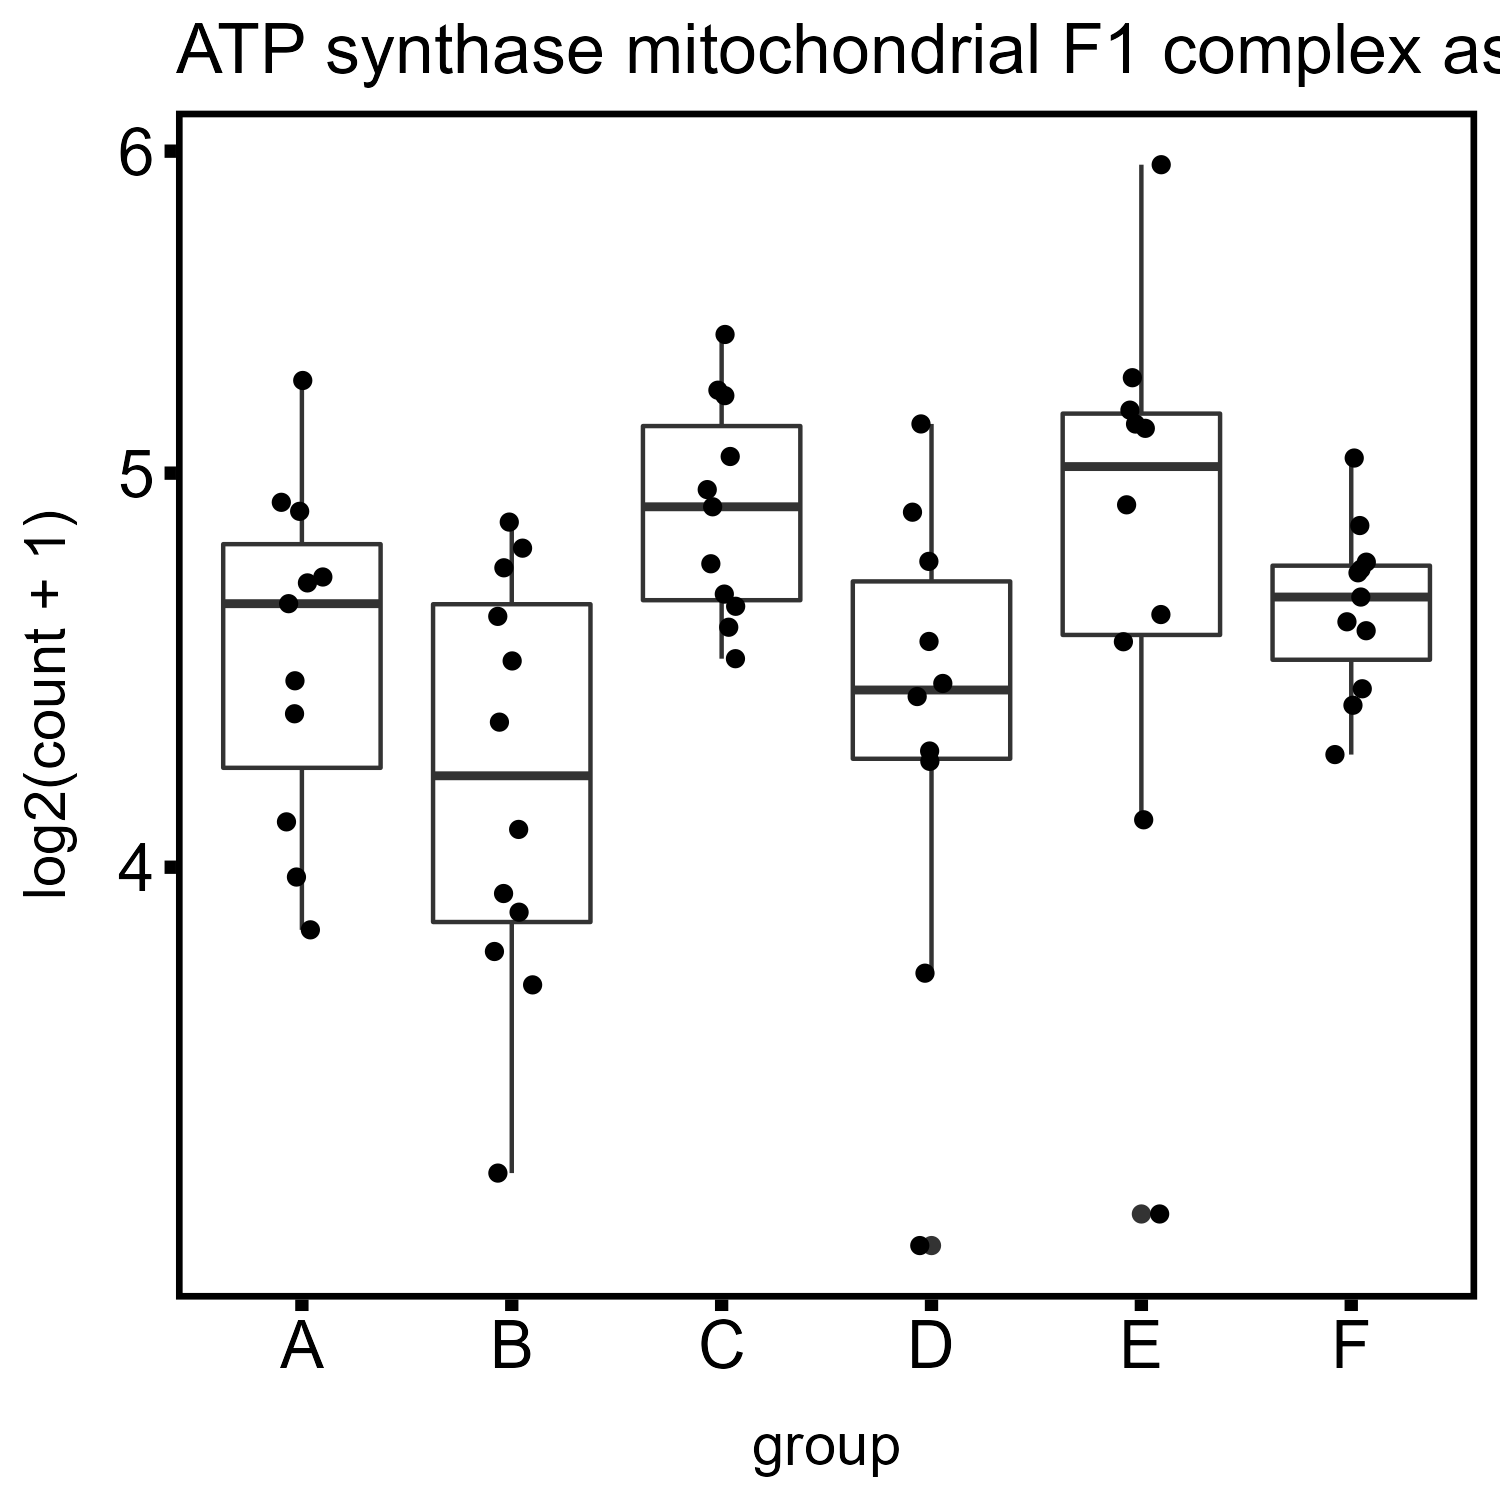 ATP synthase mitochondrial F1 complex as
6
5
4
log2(count + 1)
A B C D E F
group